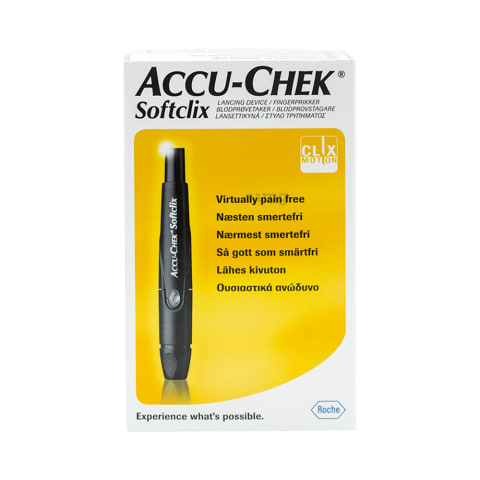 ACCU-CHEK®
Softclix
LANCING DEVICE / FINGERPRIKKER
BLODPRØVETAKER / BLODPROVSTAGARE
LANSETTIKYNÄ / ΣΤΥΛΟ ΤΡΥΠΗΜΑΤΟΣ
CLIX
MOTION
ACCU-CHEK® Softclix
Virtually pain free
Næsten smertefri
Nærmest smertefri
Så gott som smärtfri
Lähes kivuton
Ουσιαστικά ανώδυνο
Experience what's possible.
Roche